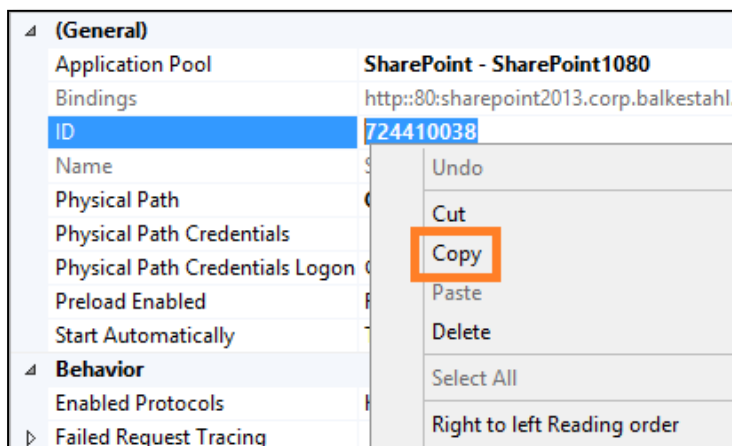 (General)
Application Pool SharePoint - SharePoint1080
Bindings http::80:sharepoint2013.corp.balkestahl.
ID 724410038
Name
Physical Path
Physical Path Credentials
Physical Path Credentials Logon
Preload Enabled
Start Automatically
Behavior
Enabled Protocols
Failed Request Tracing
Undo
Cut
Copy
Paste
Delete
Select All
Right to left Reading order